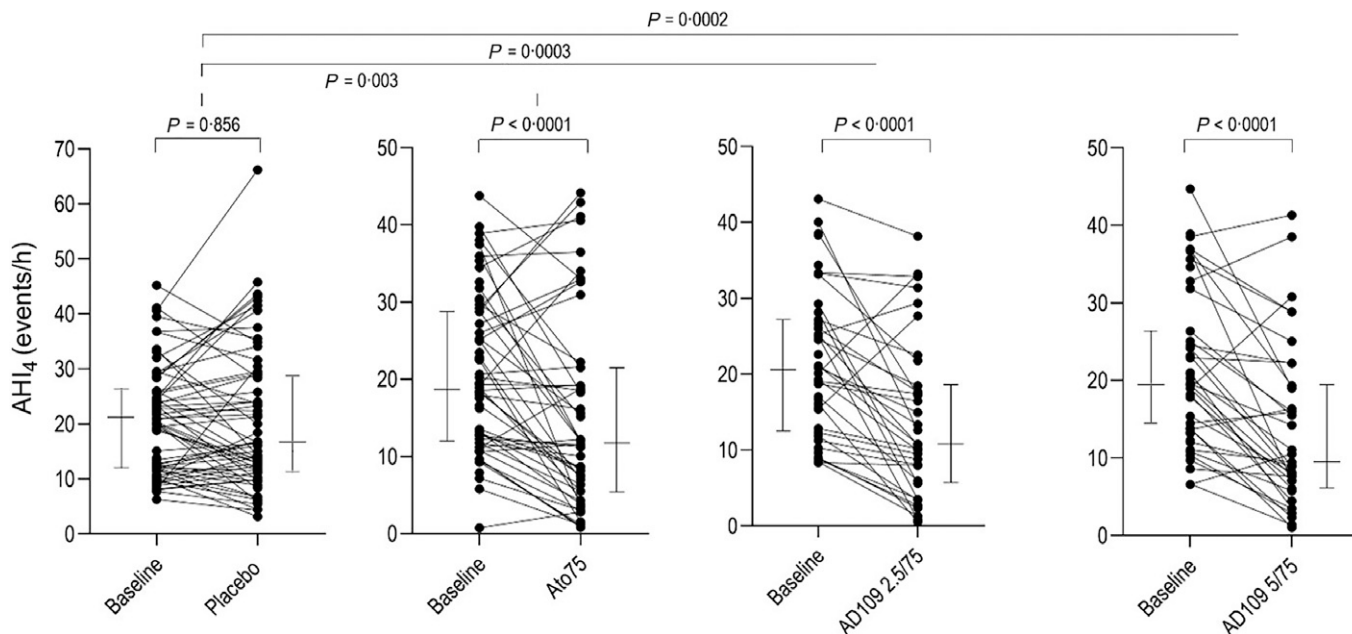 P = 0·0002
P = 0·0003
P = 0·003
P = 0·856
P < 0·0001
P < 0·0001
P < 0·0001
AHI₄ (events/h)
70
60
50
40
30
20
10
0
Baseline
Placebo
50
40
30
20
10
0
Baseline
Ato75
50
40
30
20
10
0
Baseline
AD109 2.5/75
50
40
30
20
10
0
Baseline
AD109 5/75